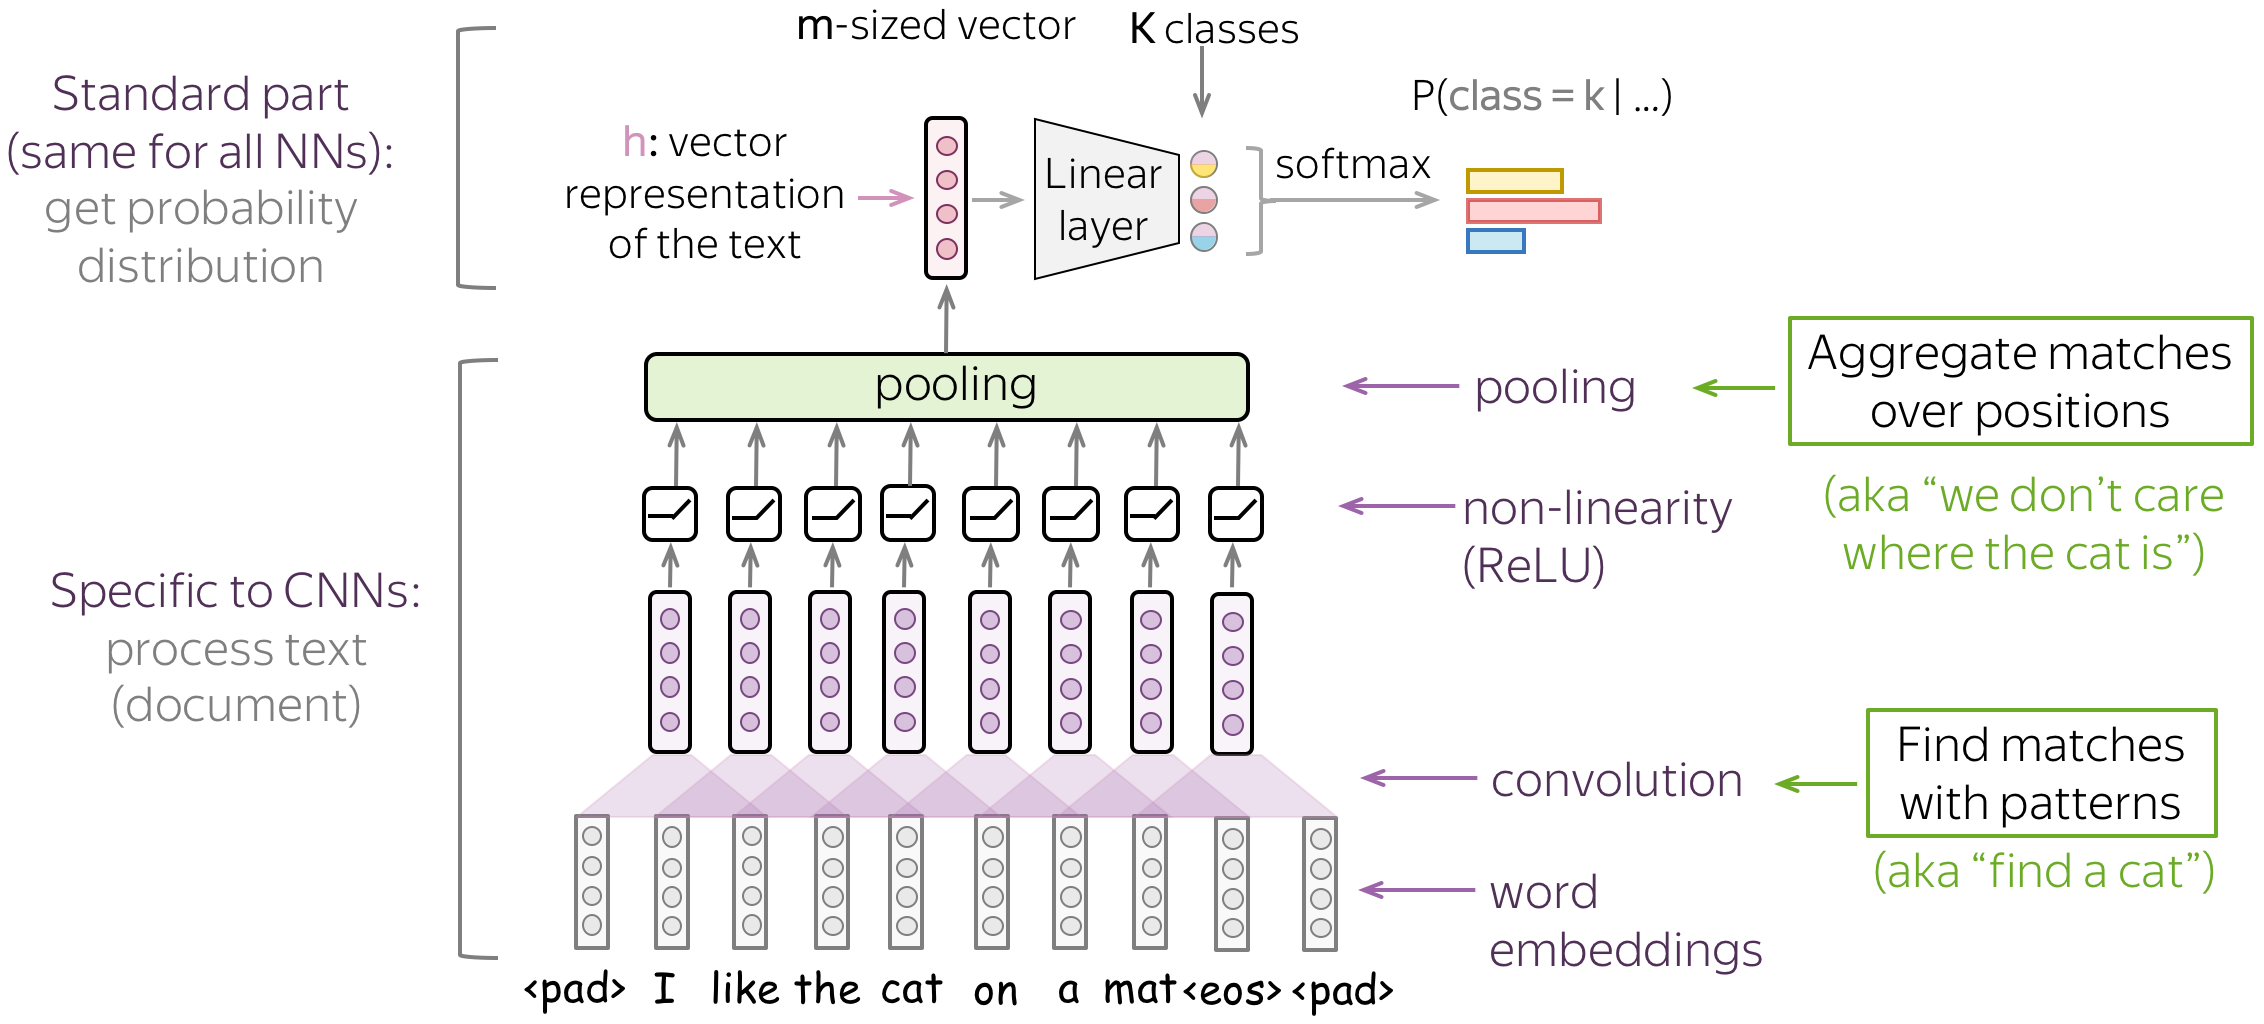 m-sized vector
K classes
Standard part
(same for all NNs):
get probability
distribution
h: vector
representation
of the text
Linear
layer
softmax
P(class = k | ...)
pooling
pooling
Aggregate matches
over positions
(aka “we don’t care
where the cat is”)
non-linearity
(ReLU)
Specific to CNNs:
process text
(document)
convolution
Find matches
with patterns
(aka “find a cat”)
word
embeddings
<pad> I like the cat on a mat <eos> <pad>